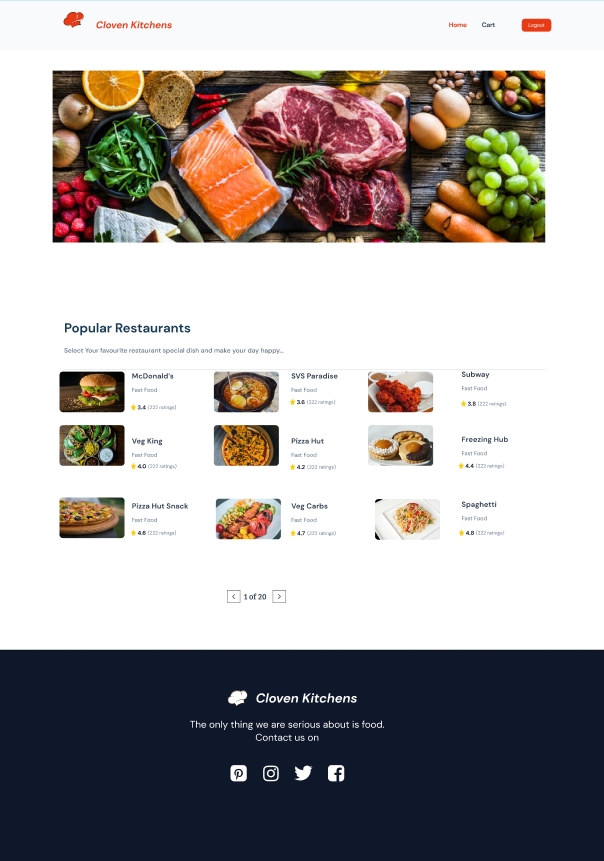 Cloven Kitchens
Home
Cart
Logout
Popular Restaurants
Select Your favourite restaurant special dish and make your day happy...
McDonald's
Fast Food
3.4 (222 ratings)
SVS Paradise
Fast Food
3.6 (222 ratings)
Subway
Fast Food
3.8 (222 ratings)
Veg King
Fast Food
4.0 (222 ratings)
Pizza Hut
Fast Food
4.2 (222 ratings)
Freezing Hub
Fast Food
4.4 (222 ratings)
Pizza Hut Snack
Fast Food
4.6 (222 ratings)
Veg Carbs
Fast Food
4.7 (222 ratings)
Spaghetti
Fast Food
4.8 (222 ratings)
1 of 20
Cloven Kitchens
The only thing we are serious about is food.
Contact us on